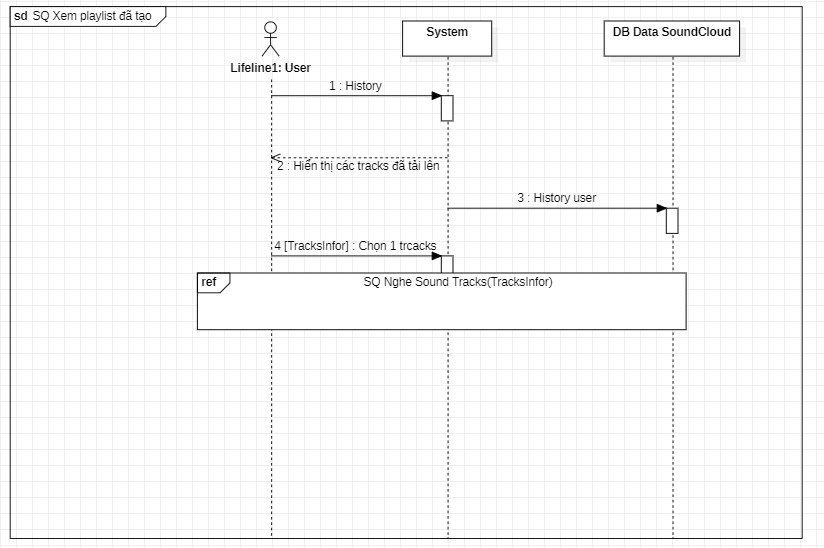 sd SQ Xem playlist đã tạo
System
DB Data SoundCloud
Lifeline1: User
1 : History
2 : Hiển thị các tracks đã tải lên
3 : History user
4 [TracksInfor] : Chọn 1 trcacks
ref
SQ Nghe Sound Tracks(TracksInfor)